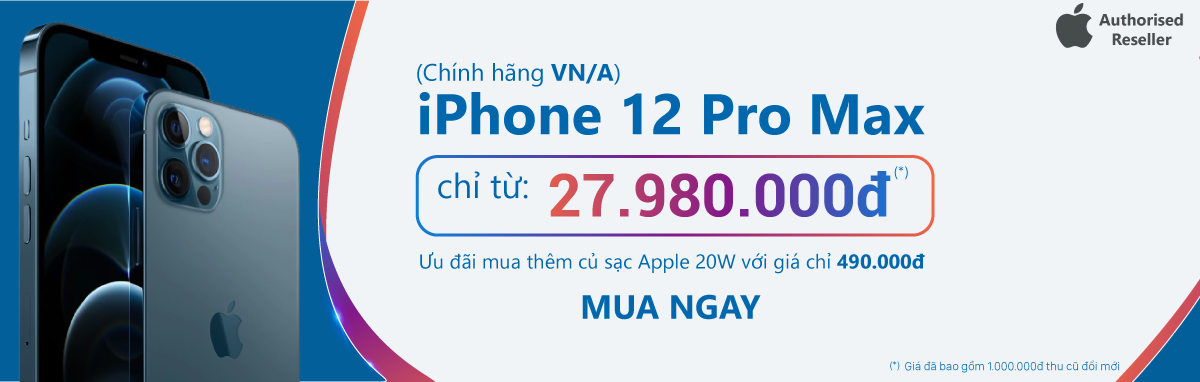 Authorised
Reseller
(Chính hãng VN/A)
iPhone 12 Pro Max
chỉ từ: 27.980.000đ(*)
Ưu đãi mua thêm củ sạc Apple 20W với giá chỉ 490.000đ
MUA NGAY
(*) Giá đã bao gồm 1.000.000đ thu cũ đổi mới